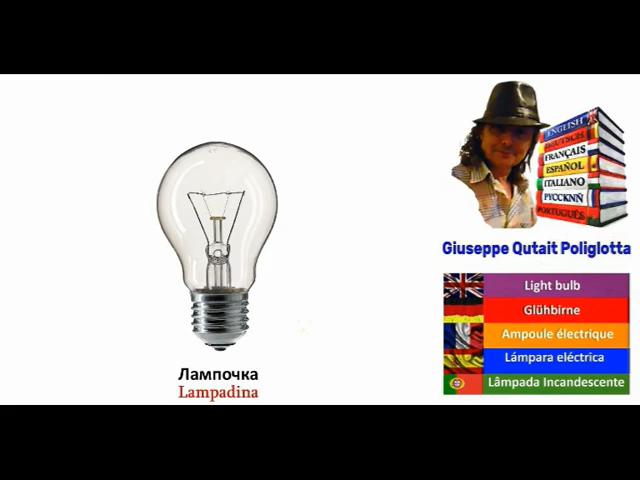 ENGLISH
DEUTSCH
FRANÇAIS
ESPAÑOL
ITALIANO
PORTUGUÊS
Giuseppe Qutait Poliglotta
Light bulb
Glühbirne
Ampoule électrique
Lámpara eléctrica
Lâmpada Incandescente
Лампочка
Lampadina